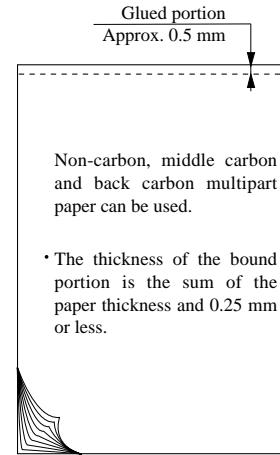 Glued portion
Approx. 0.5 mm
Non-carbon, middle carbon
and back carbon multipart
paper can be used.
・The thickness of the bound
portion is the sum of the
paper thickness and 0.25 mm
or less.